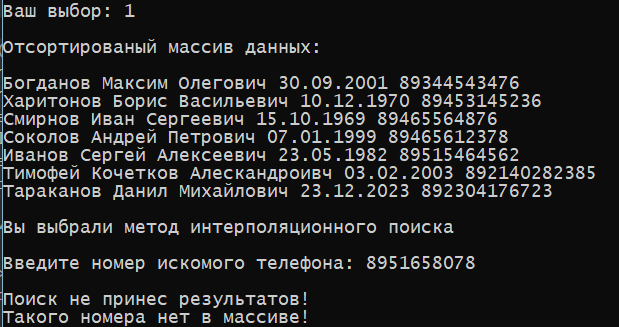 Ваш выбор: 1
Отсортированый массив данных:
Богданов Максим Олегович 30.09.2001 89344543476
Харитонов Борис Васильевич 10.12.1970 89453145236
Смирнов Иван Сергеевич 15.10.1969 89465564876
Соколов Андрей Петрович 07.01.1999 89465612378
Иванов Сергей Алексеевич 23.05.1982 89515464562
Тимофей Кочетков Алескандроивч 03.02.2003 892140282385
Тараканов Данил Михайлович 23.12.2023 892304176723
Вы выбрали метод интерполяционного поиска
Введите номер искомого телефона: 8951658078
Поиск не принес результатов!
Такого номера нет в массиве!